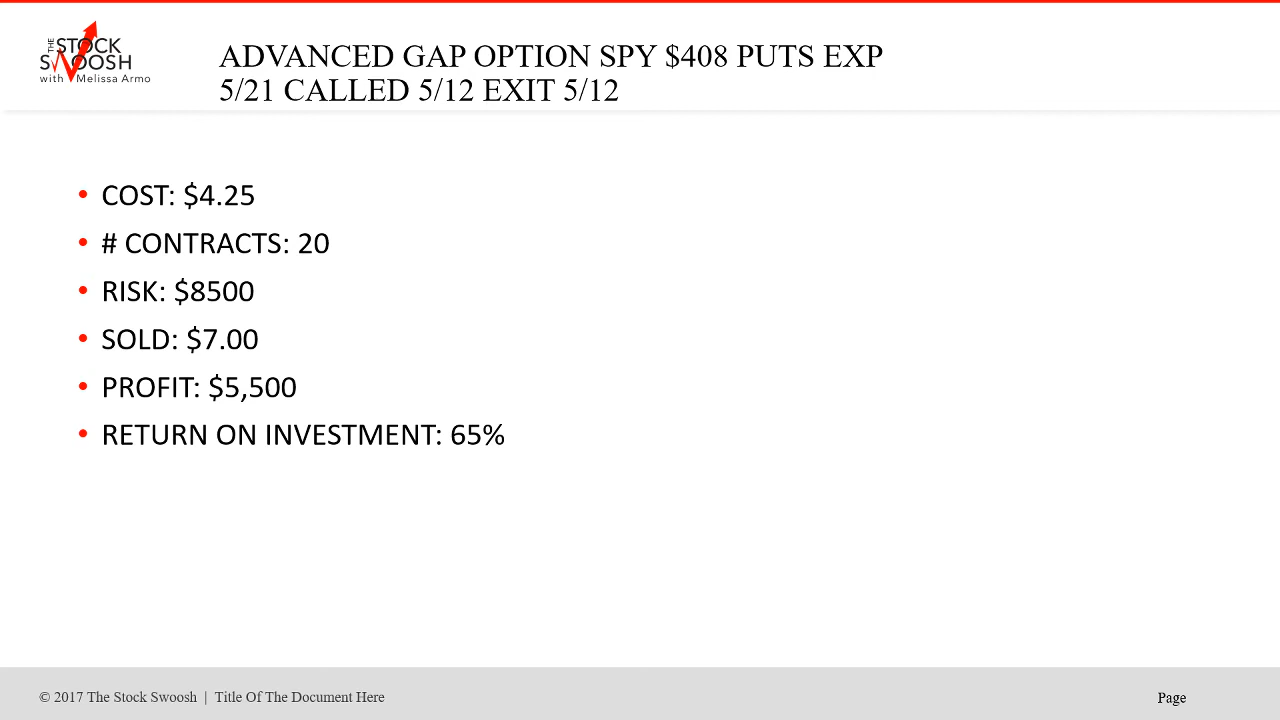 THE
STOCK
SWOOSH
with Melissa Armo
ADVANCED GAP OPTION SPY $408 PUTS EXP
5/21 CALLED 5/12 EXIT 5/12
• COST: $4.25
• # CONTRACTS: 20
• RISK: $8500
• SOLD: $7.00
• PROFIT: $5,500
• RETURN ON INVESTMENT: 65%
© 2017 The Stock Swoosh | Title Of The Document Here
Page